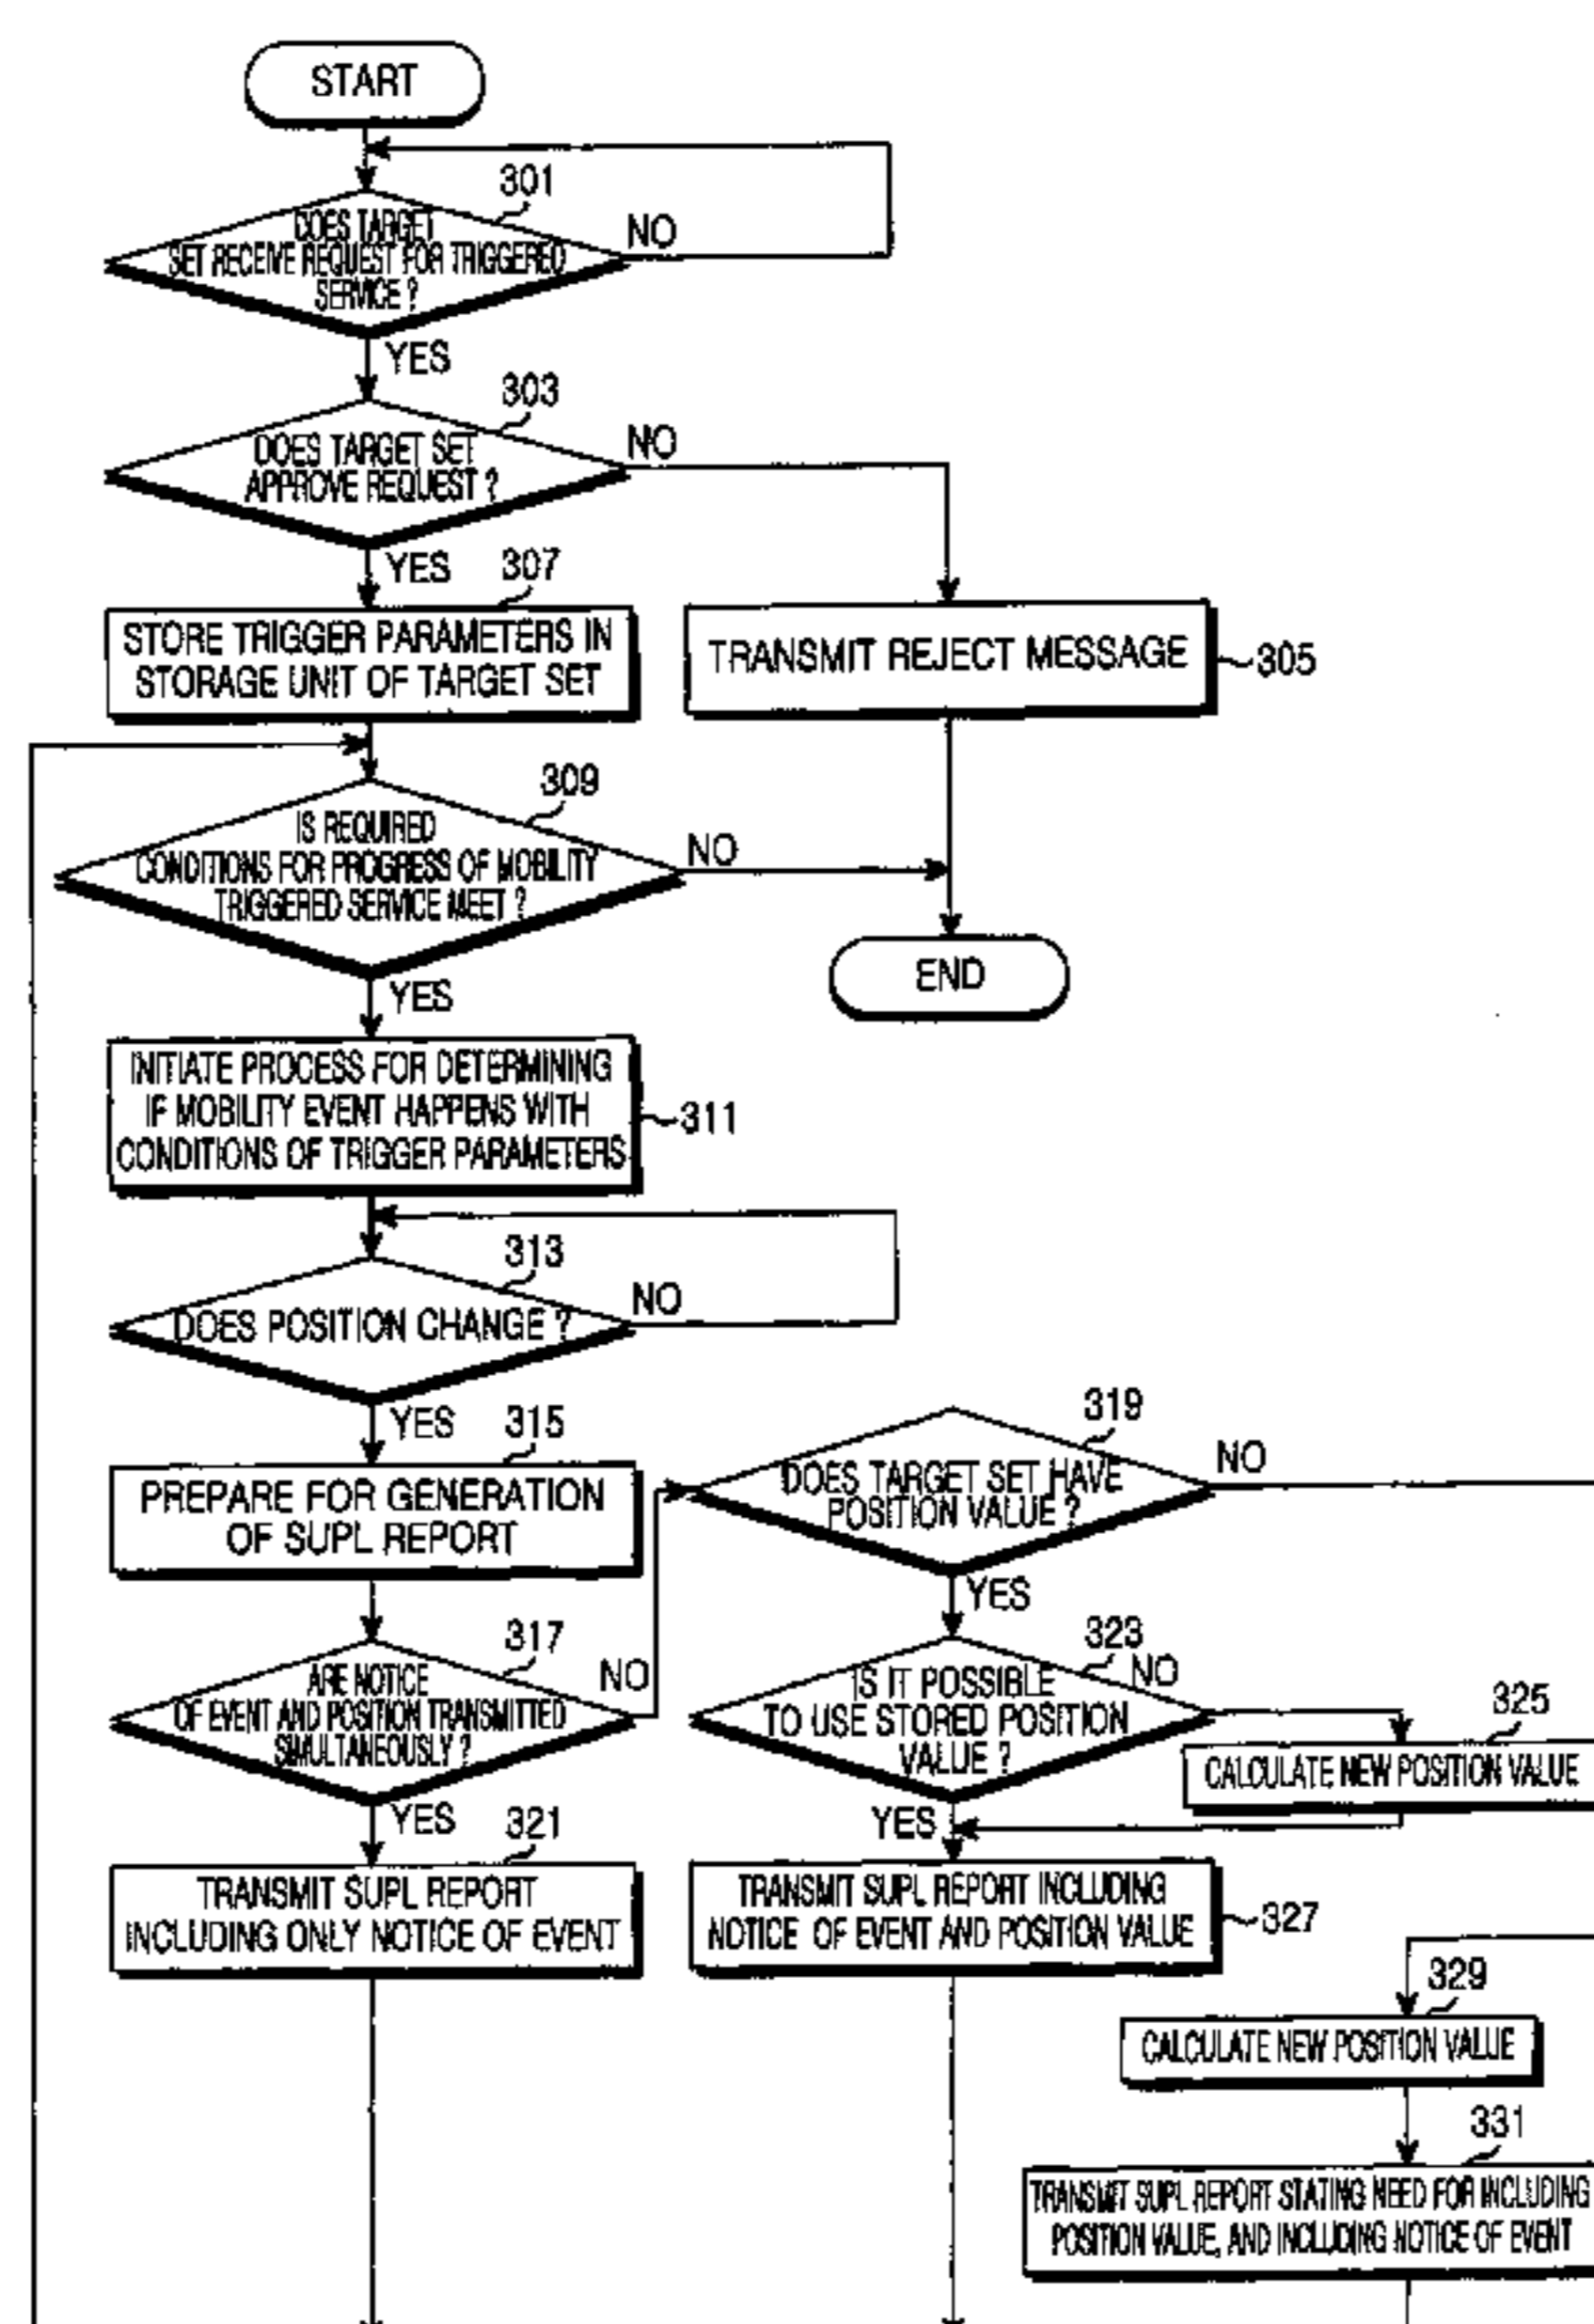 START
301
DOES TARGET
SET RECEIVE REQUEST FOR TRIGGERED
SERVICE ?
NO
YES
303
DOES TARGET SET
APPROVE REQUEST ?
NO
YES
307
STORE TRIGGER PARAMETERS IN
STORAGE UNIT OF TARGET SET
TRANSMIT REJECT MESSAGE
305
309
IS REQUIRED
CONDITIONS FOR PROGRESS OF MOBILITY
TRIGGERED SERVICE MEET ?
NO
YES
END
INITIATE PROCESS FOR DETERMINING
IF MOBILITY EVENT HAPPENS WITH
CONDITIONS OF TRIGGER PARAMETERS
311
313
DOES POSITION CHANGE ?
NO
YES
315
PREPARE FOR GENERATION
OF SUPL REPORT
319
DOES TARGET SET HAVE
POSITION VALUE ?
NO
YES
317
ARE NOTICE
OF EVENT AND POSITION TRANSMITTED
SIMULTANEOUSLY ?
NO
YES
323
IS IT POSSIBLE
TO USE STORED POSITION
VALUE ?
NO
YES
325
CALCULATE NEW POSITION VALUE
321
TRANSMIT SUPL REPORT
INCLUDING ONLY NOTICE OF EVENT
TRANSMIT SUPL REPORT INCLUDING
NOTICE OF EVENT AND POSITION VALUE
327
329
CALCULATE NEW POSITION VALUE
331
TRANSMIT SUPL REPORT STATING NEED FOR INCLUDING
POSITION VALUE, AND INCLUDING NOTICE OF EVENT